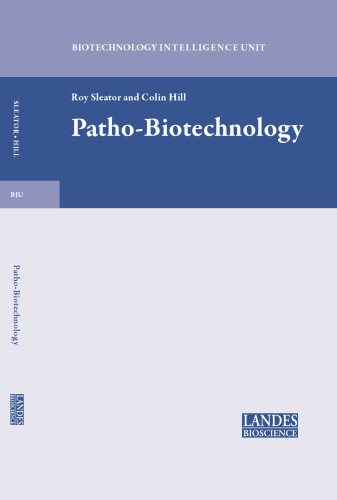 BIOTECHNOLOGY INTELLIGENCE UNIT
Roy Sleator and Colin Hill
Patho-Biotechnology
SLEATOR • HILL
BIU
Patho-Biotechnology
LANDES
BIOSCIENCE
LANDES
BIOSCIENCE